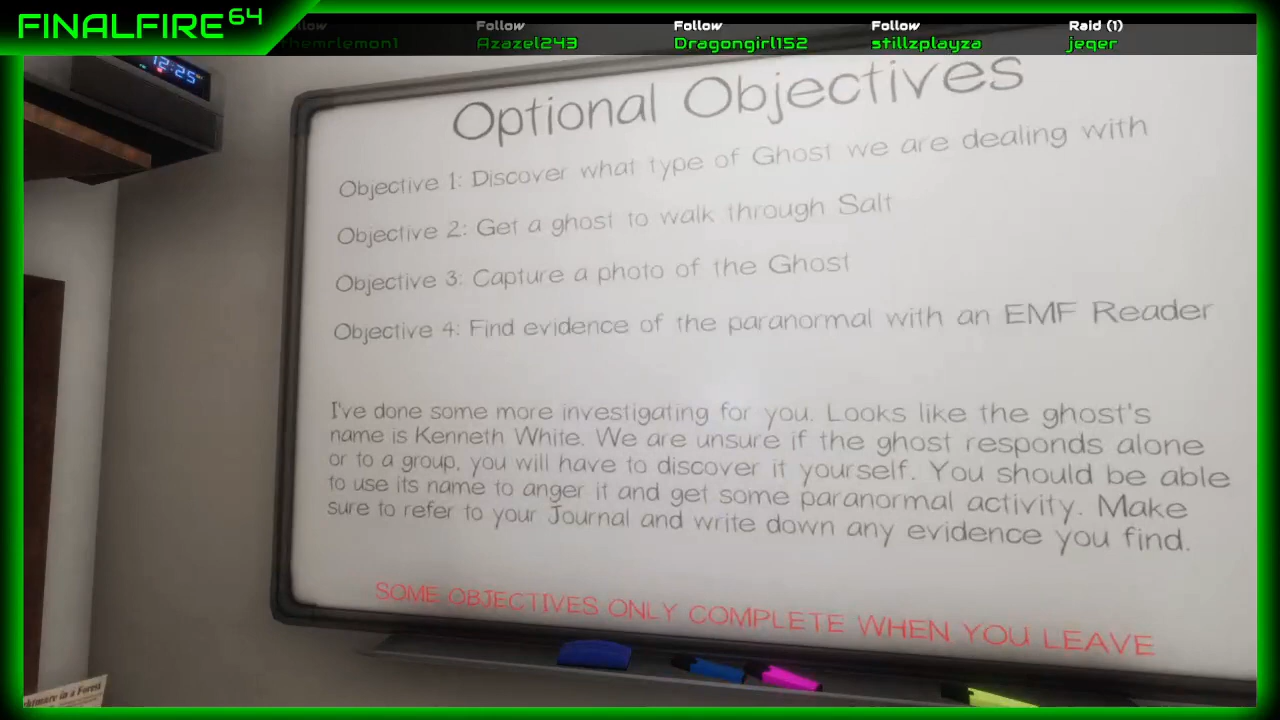 FINALFIRE64
Follow Follow Follow Follow Raid (1)
hemrlemon1 Azazel243 Dragongirl152 stillzplayza jeqer
12:25
Optional Objectives
Objective 1: Discover what type of Ghost we are dealing with
Objective 2: Get a ghost to walk through Salt
Objective 3: Capture a photo of the Ghost
Objective 4: Find evidence of the paranormal with an EMF Reader
I've done some more investigating for you. Looks like the ghost's
name is Kenneth White. We are unsure if the ghost responds alone
or to a group, you will have to discover it yourself. You should be able
to use its name to anger it and get some paranormal activity. Make
sure to refer to your Journal and write down any evidence you find.
SOME OBJECTIVES ONLY COMPLETE WHEN YOU LEAVE
in a Forest